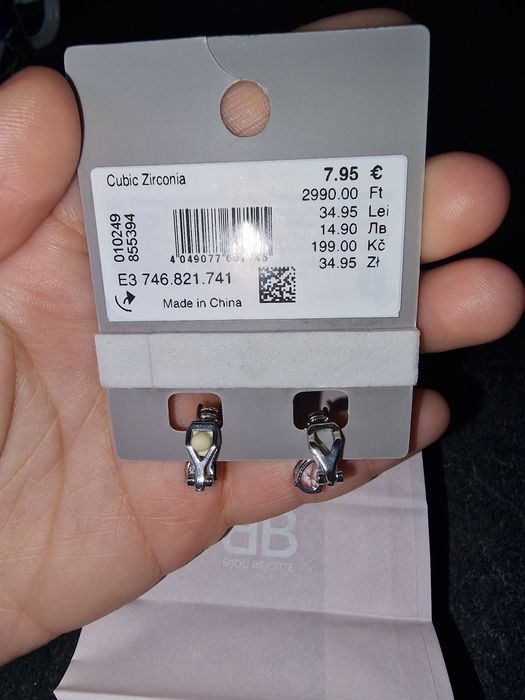 Cubic Zirconia
7.95 €
2990.00 Ft
34.95 Lei
14.90 Лв
199.00 Kč
34.95 Zł
010249
855394
E3 746.821.741
Made in China
BB
BIJOU BRIGITTE